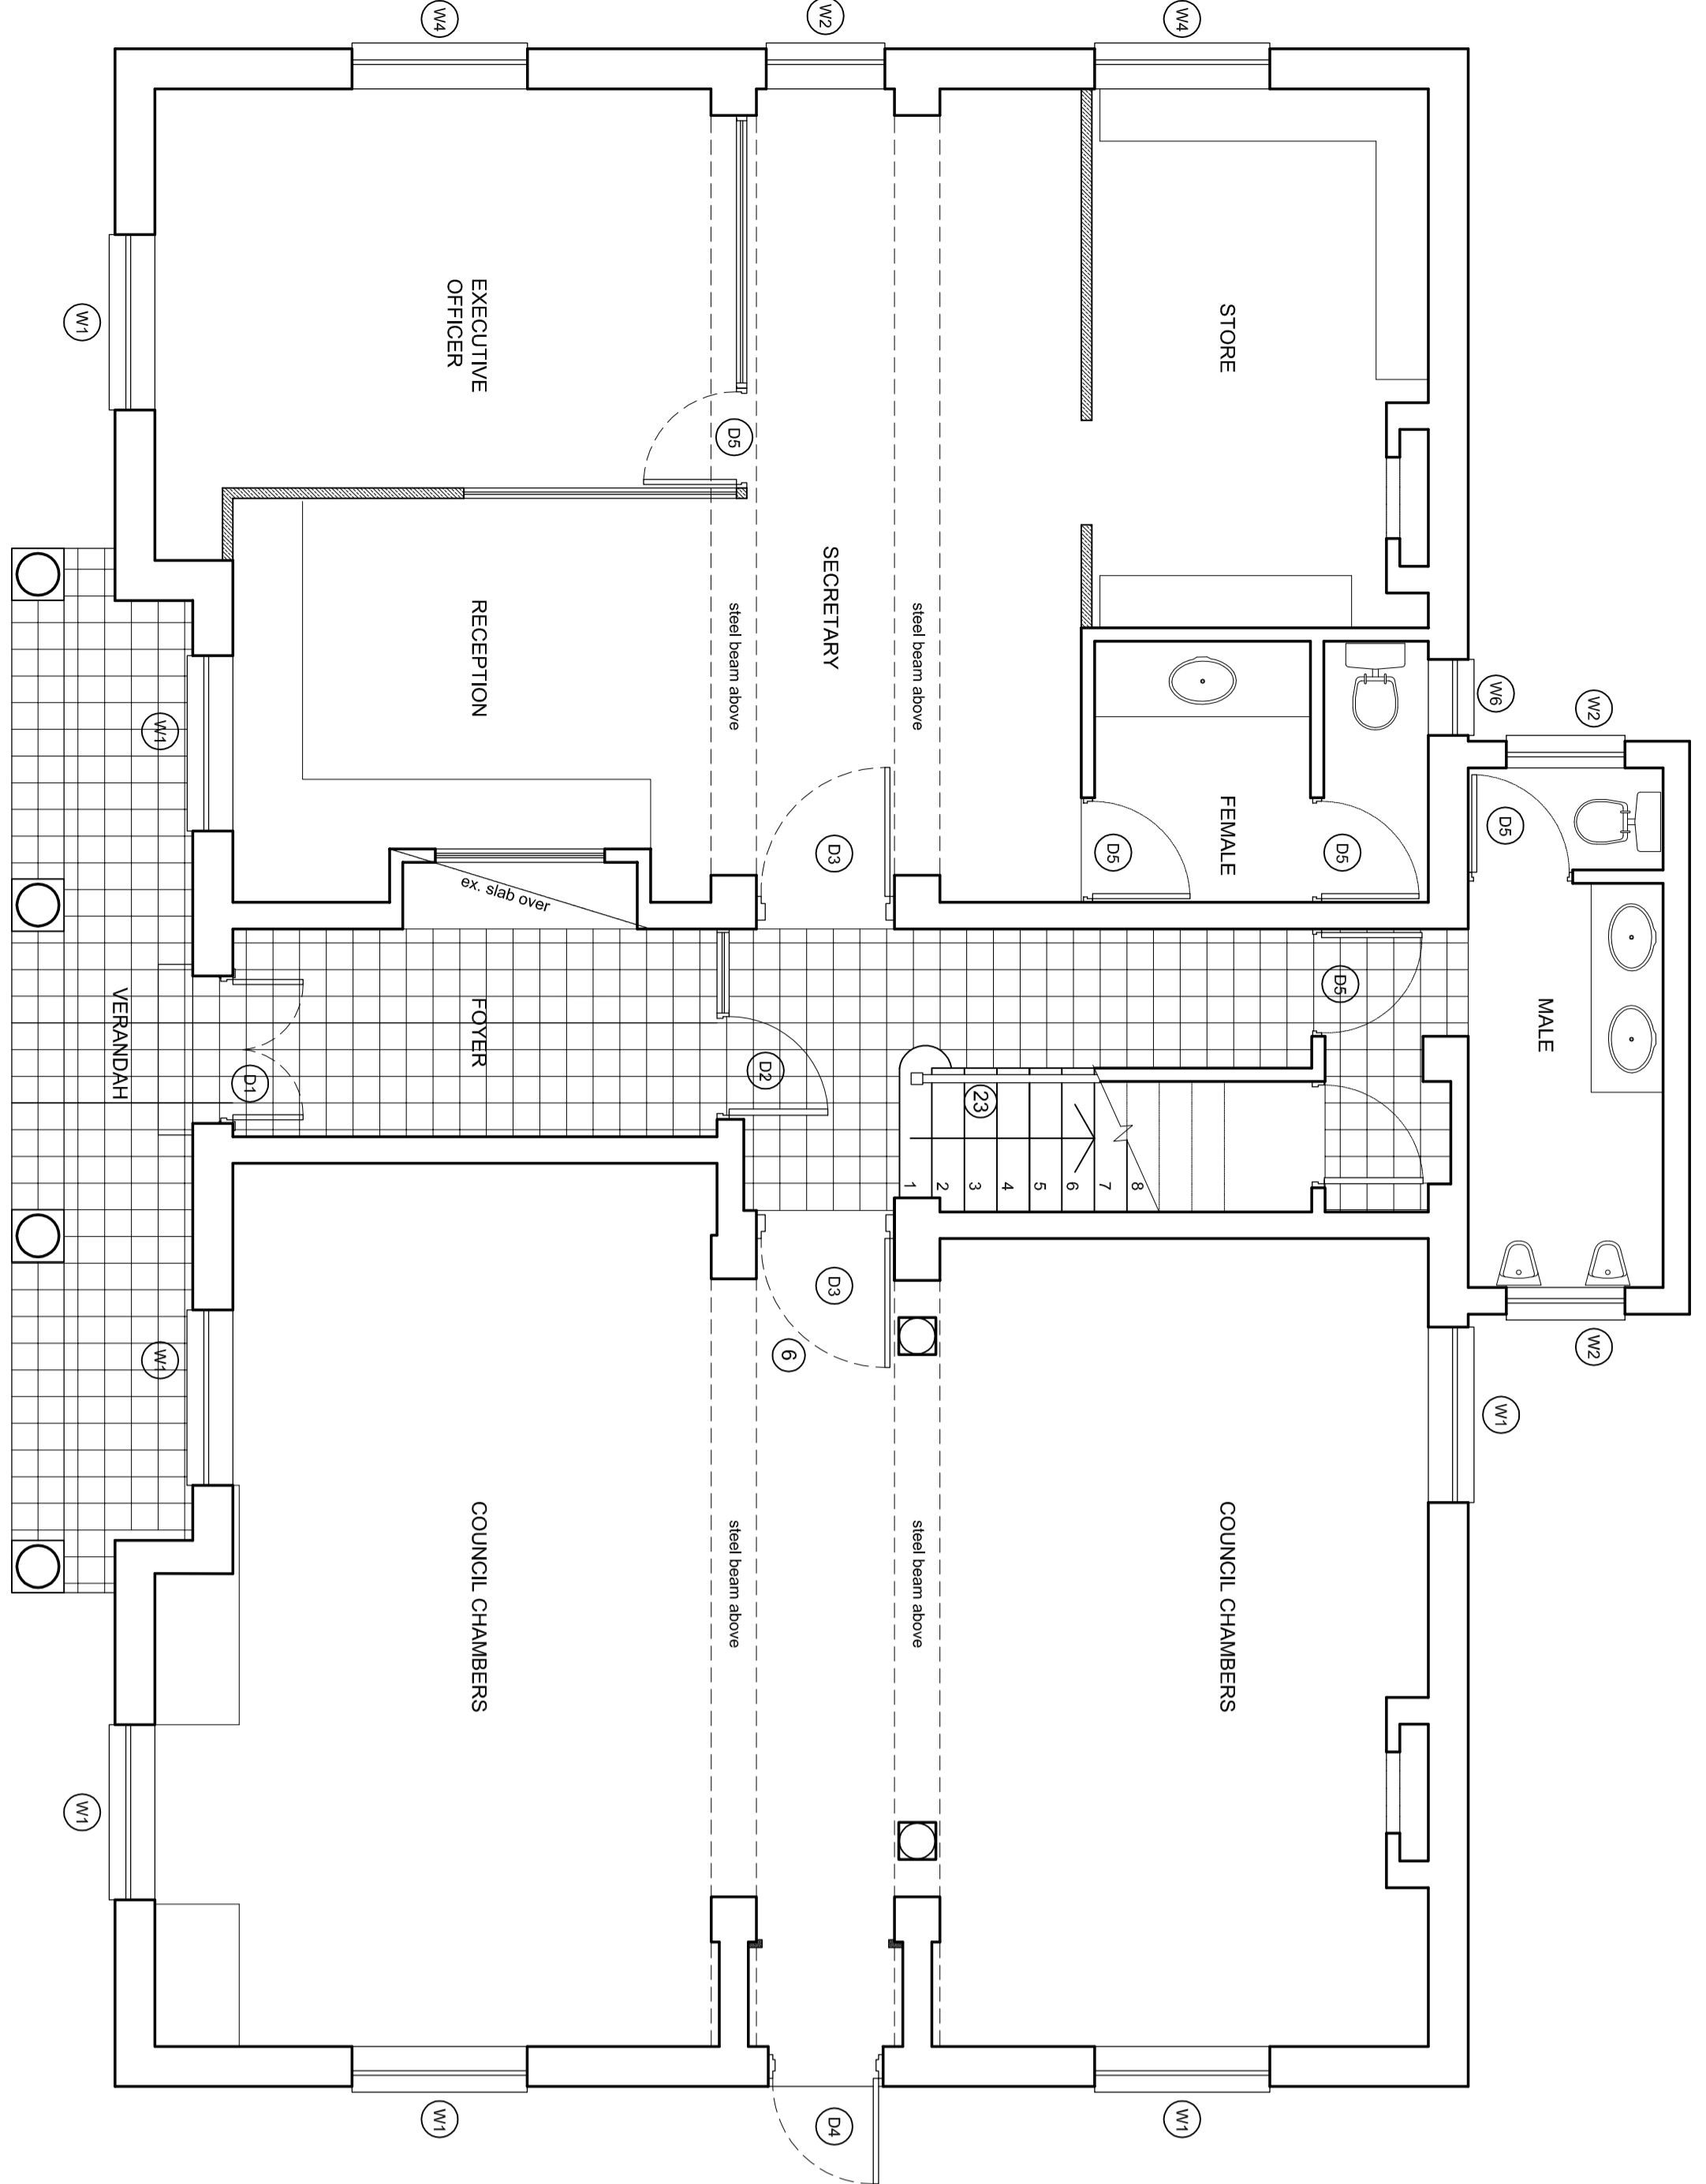 W4
W2
W4
W1
EXECUTIVE
OFFICER
D5
STORE
SECRETARY
steel beam above
steel beam above
RECEPTION
W1
W6
W2
D3
FEMALE
D5
D5
D5
ex. slab over
VERANDAH
FOYER
D1
D2
D5
MALE
23
1
2
3
4
5
6
7
8
D3
6
W1
W2
W1
COUNCIL CHAMBERS
steel beam above
steel beam above
COUNCIL CHAMBERS
W1
W1
D4
W1